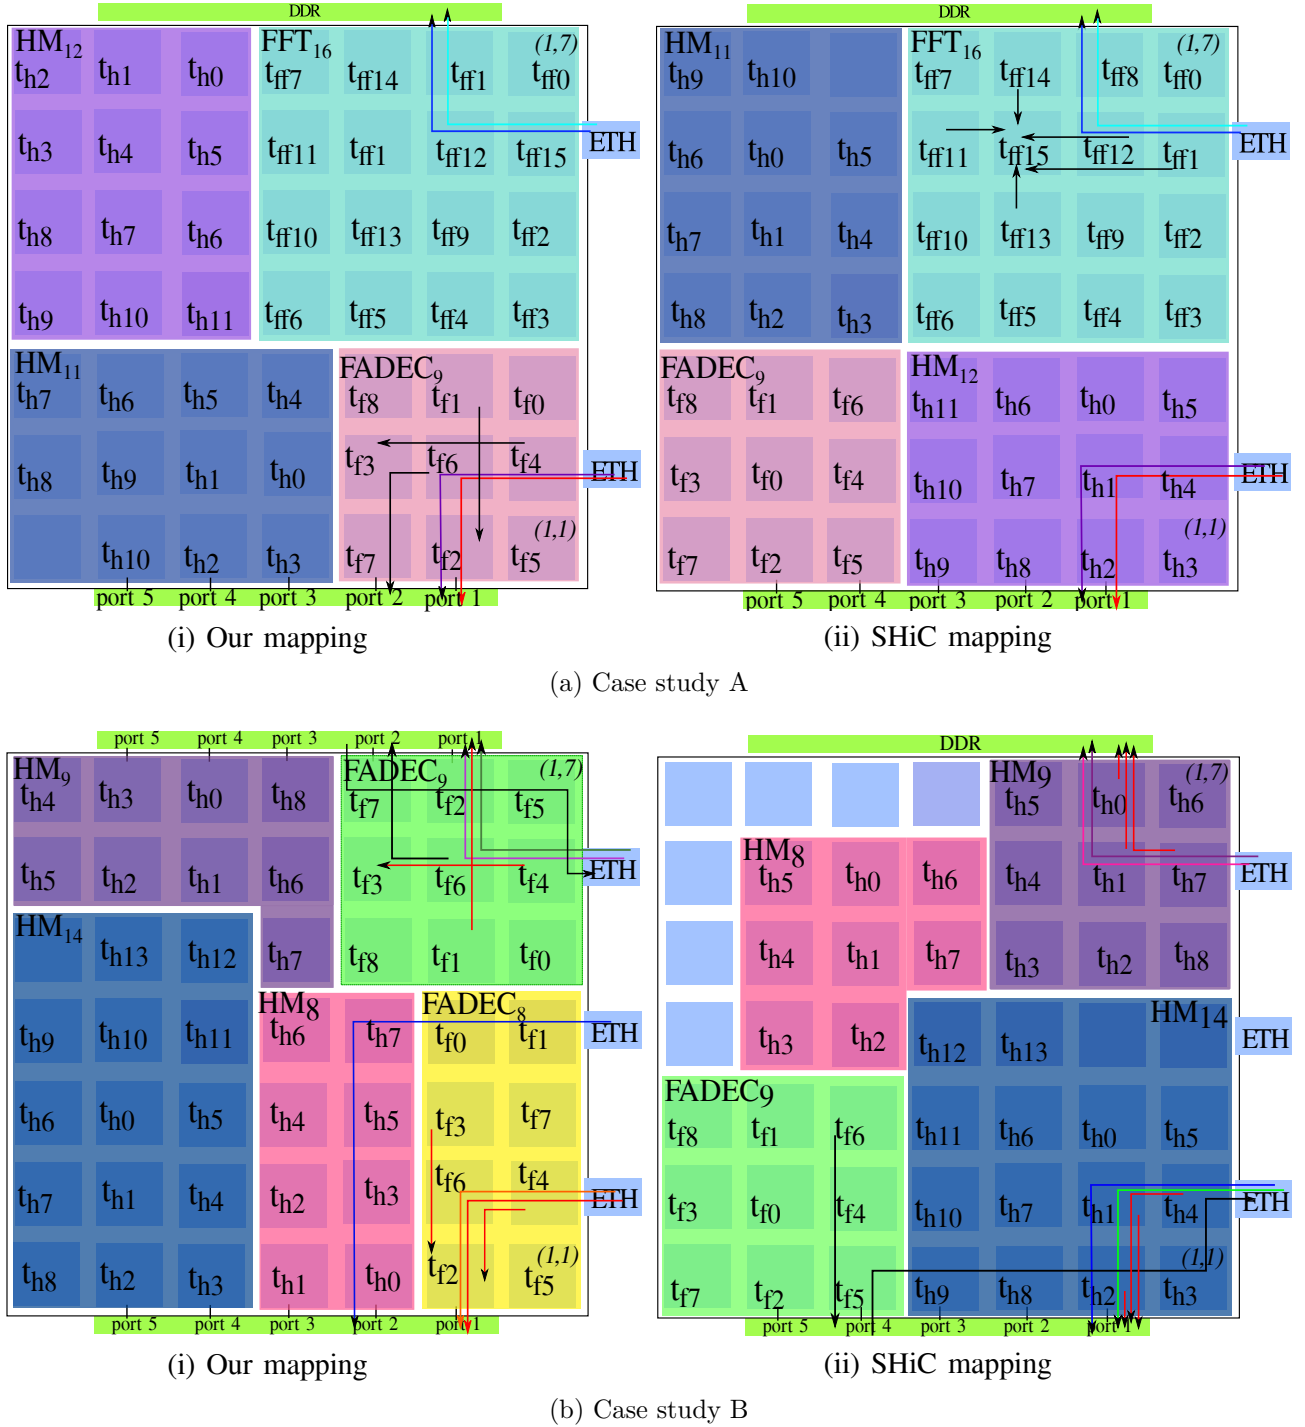 DDR DDR
HM12 FFT16 (1,7) HM11 FFT16 (1,7)
th2 th1 th0 tff7 tff14 tff1 tff0 th9 th10 tff7 tff14 tff8 tff0
ETH ETH
th3 th4 th5 tff11 tff1 tff12 tff15 th6 th0 th5 tff11 tff15 tff12 tff1
th8 th7 th6 tff10 tff13 tff9 tff2 th7 th1 th4 tff10 tff13 tff9 tff2
th9 th10 th11 tff6 tff5 tff4 tff3 th8 th2 th3 tff6 tff5 tff4 tff3
HM11 FADEC9 FADEC9 HM12
th7 th6 th5 th4 tf8 tf1 tf0 tf8 tf1 tf6 th11 th6 th0 th5
th8 th9 th1 th0 tf3 tf6 tf4 ETH tf3 tf0 tf4 th10 th7 th1 th4 ETH
(1,1) (1,1)
th10 th2 th3 tf7 tf2 tf5 tf7 tf2 tf5 th9 th8 th2 th3
port 5 port 4 port 3 port 2 port 1 port 5 port 4 port 3 port 2 port 1
(i) Our mapping (ii) SHiC mapping
(a) Case study A
port 5 port 4 port 3 port 2 port 1 DDR
HM9 FADEC9 (1,7) HM9 (1,7)
th4 th3 th0 th8 tf7 tf2 tf5 th5 th0 th6
HM8
th5 th2 th1 th6 tf3 tf6 tf4 ETH th5 th0 th6 th4 th1 th7 ETH
HM14
th13 th12 th7 tf8 tf1 tf0 th4 th1 th7 th3 th2 th8
HM8 FADEC8 HM14
th9 th10 th11 th6 th7 tf0 tf1 ETH th3 th2 th12 th13 ETH
FADEC9
th6 th0 th5 th4 th5 tf3 tf7 tf8 tf1 tf6 th11 th6 th0 th5
th7 th1 th4 th2 th3 tf6 tf4 ETH tf3 tf0 tf4 th10 th7 th1 th4 ETH
(1,1) (1,1)
th8 th2 th3 th1 th0 tf2 tf5 tf7 tf2 tf5 th9 th8 th2 th3
port 5 port 4 port 3 port 2 port 1 port 5 port 4 port 3 port 2 port 1
(i) Our mapping (ii) SHiC mapping
(b) Case study B